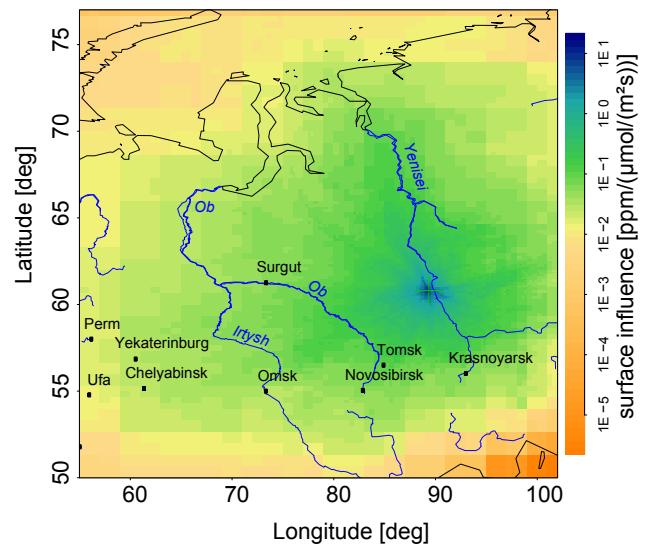 75
70
65
60
55
50
Latitude [deg]
Yenisei
Ob
Surgut
Ob
Perm
Irtysh
Yekaterinburg
Tomsk
Krasnoyarsk
Ufa
Chelyabinsk
Omsk
Novosibirsk
60
70
80
90
100
Longitude [deg]
1E 1
1E 0
1E -1
1E -2
1E -3
1E -4
1E -5
surface influence [ppm/(μmol/(m²s))]